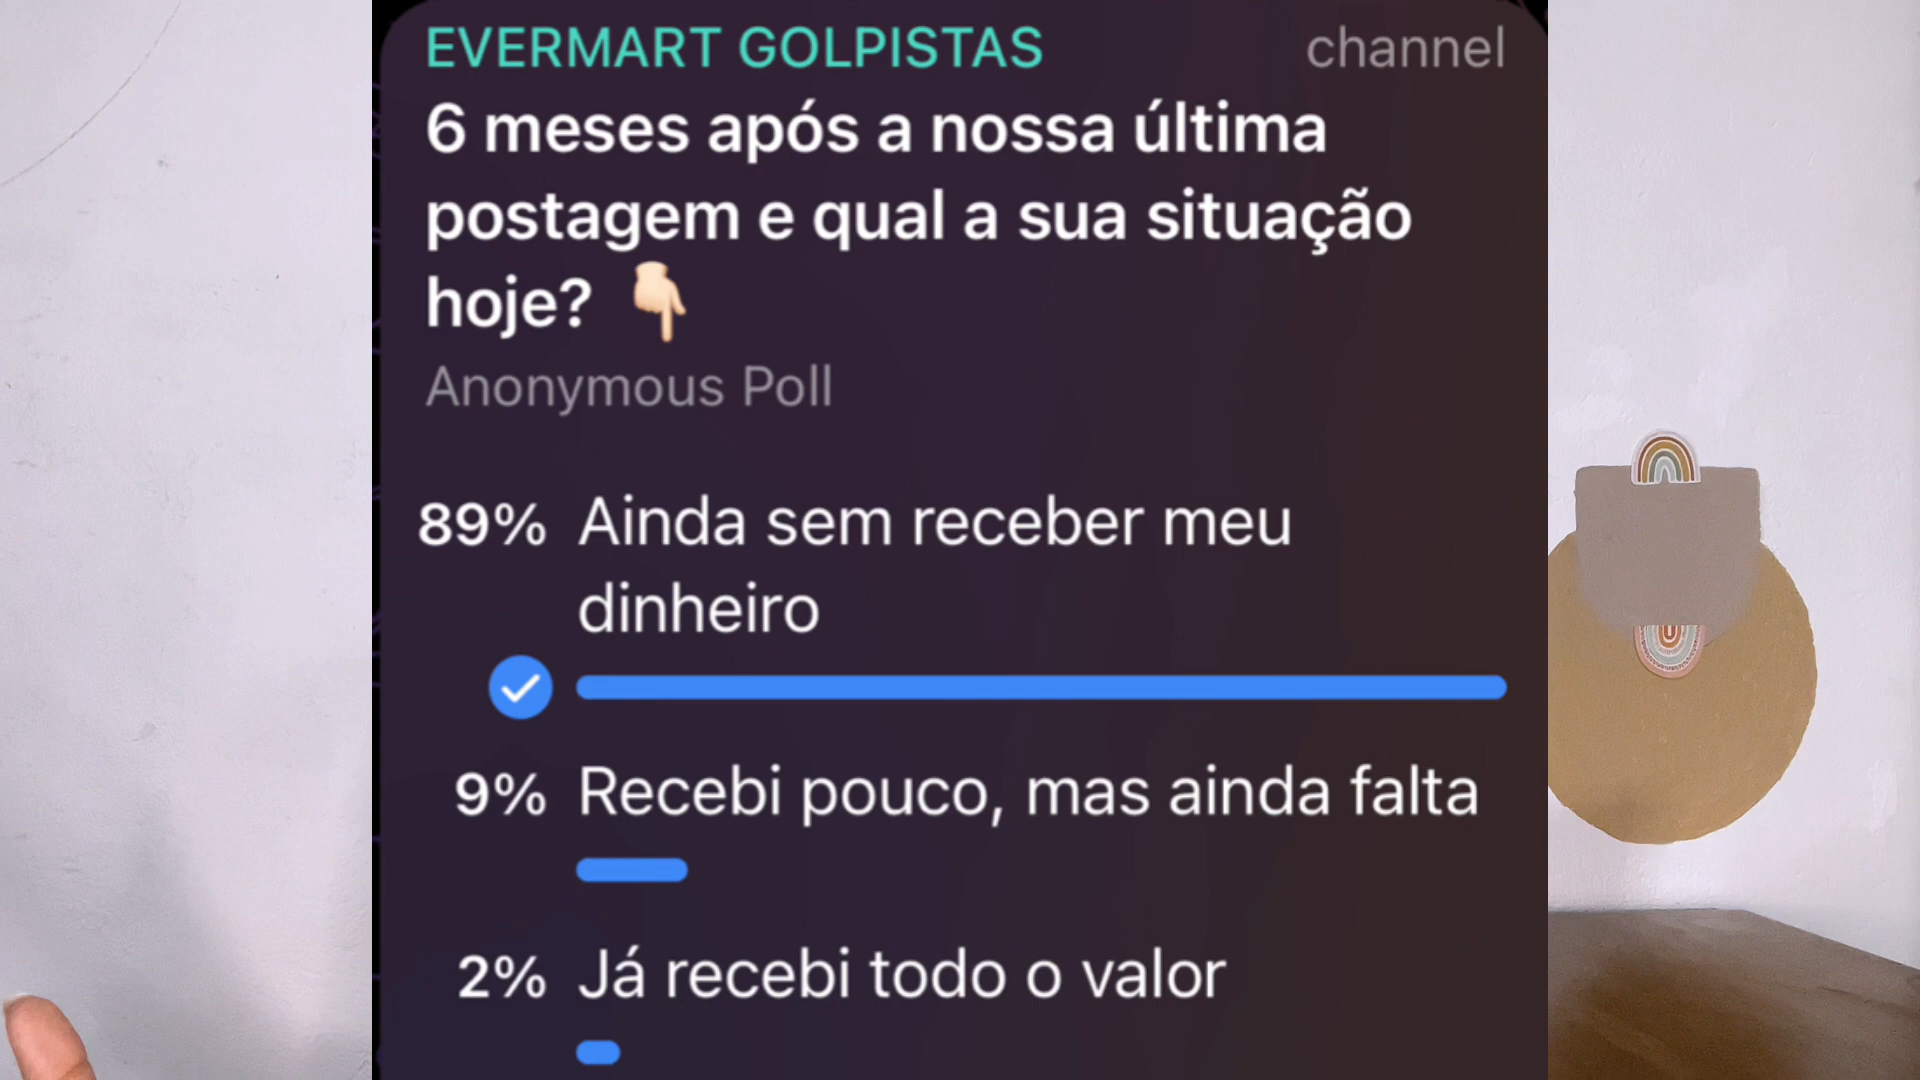 EVERMART GOLPISTAS channel
6 meses após a nossa última
postagem e qual a sua situação
hoje? 👇🏻
Anonymous Poll
89% Ainda sem receber meu
dinheiro
9% Recebi pouco, mas ainda falta
2% Já recebi todo o valor